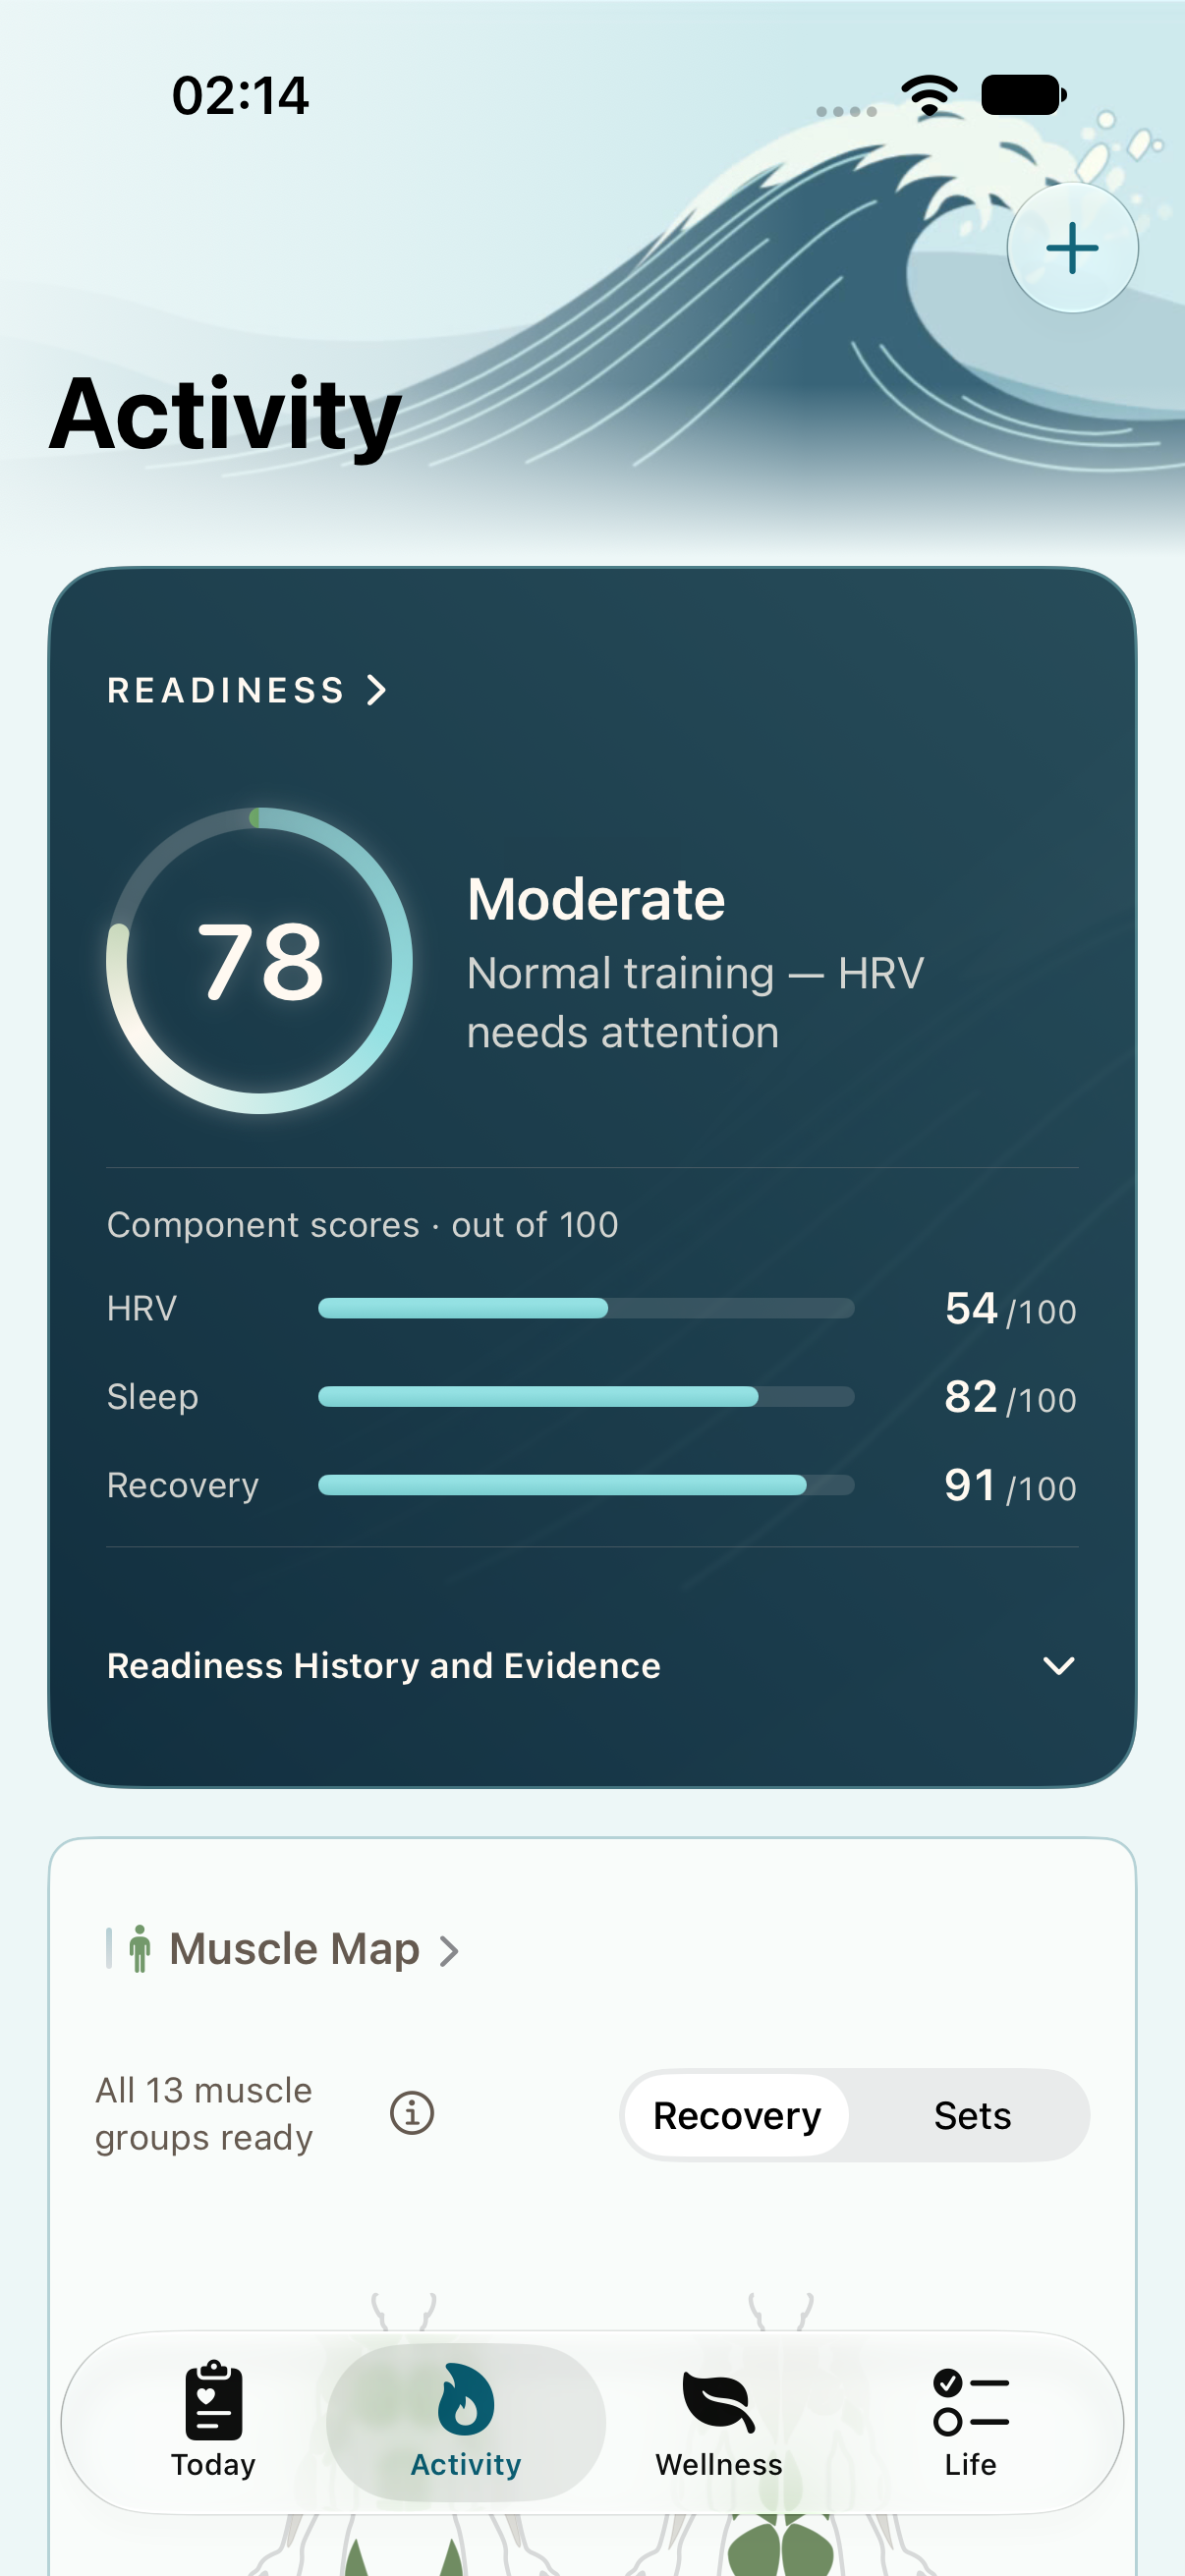 02:14
Activity
READINESS
78
Moderate
Normal training — HRV
needs attention
Component scores · out of 100
HRV 54 /100
Sleep 82 /100
Recovery 91 /100
Readiness History and Evidence
Muscle Map
All 13 muscle
groups ready
Recovery Sets
Today Activity Wellness Life